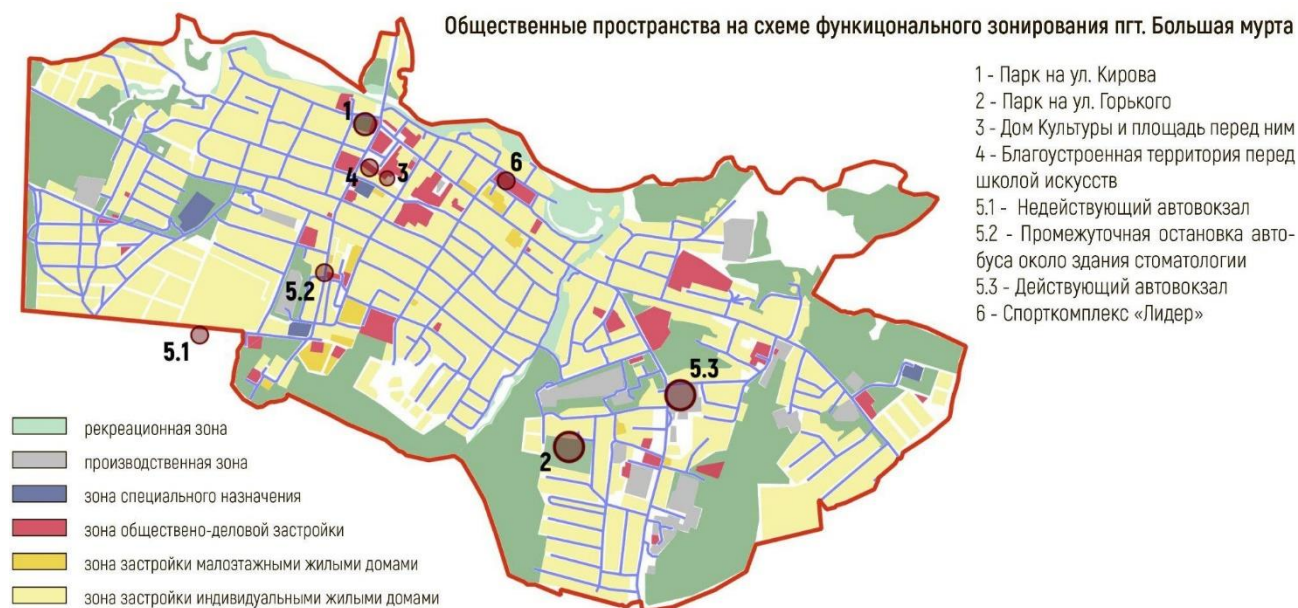 Общественные пространства на схеме функицонального зонирования пгт. Большая мурта
1 - Парк на ул. Кирова
2 - Парк на ул. Горького
3 - Дом Культуры и площадь перед ним
4 - Благоустроенная территория перед
школой искусств
5.1 - Недействующий автовокзал
5.2 - Промежуточная остановка авто-
буса около здания стоматологии
5.3 - Действующий автовокзал
6 - Спорткомплекс «Лидер»
1
6
4
3
5.2
5.1
5.3
2
рекреационная зона
производственная зона
зона специального назначения
зона обществено-деловой застройки
зона застройки малоэтажными жилыми домами
зона застройки индивидуальными жилыми домами